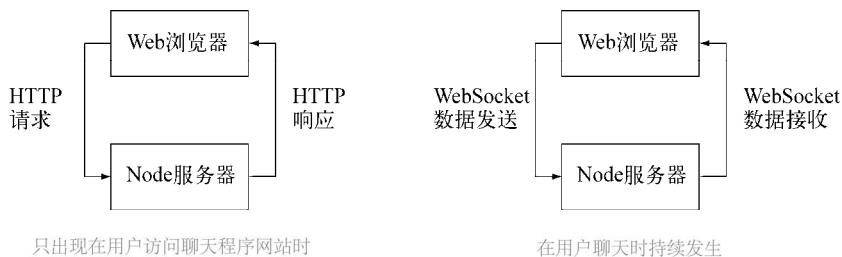 Web浏览器
HTTP
请求
HTTP
响应
Node服务器
只出现在用户访问聊天程序网站时
Web浏览器
WebSocket
数据发送
WebSocket
数据接收
Node服务器
在用户聊天时持续发生